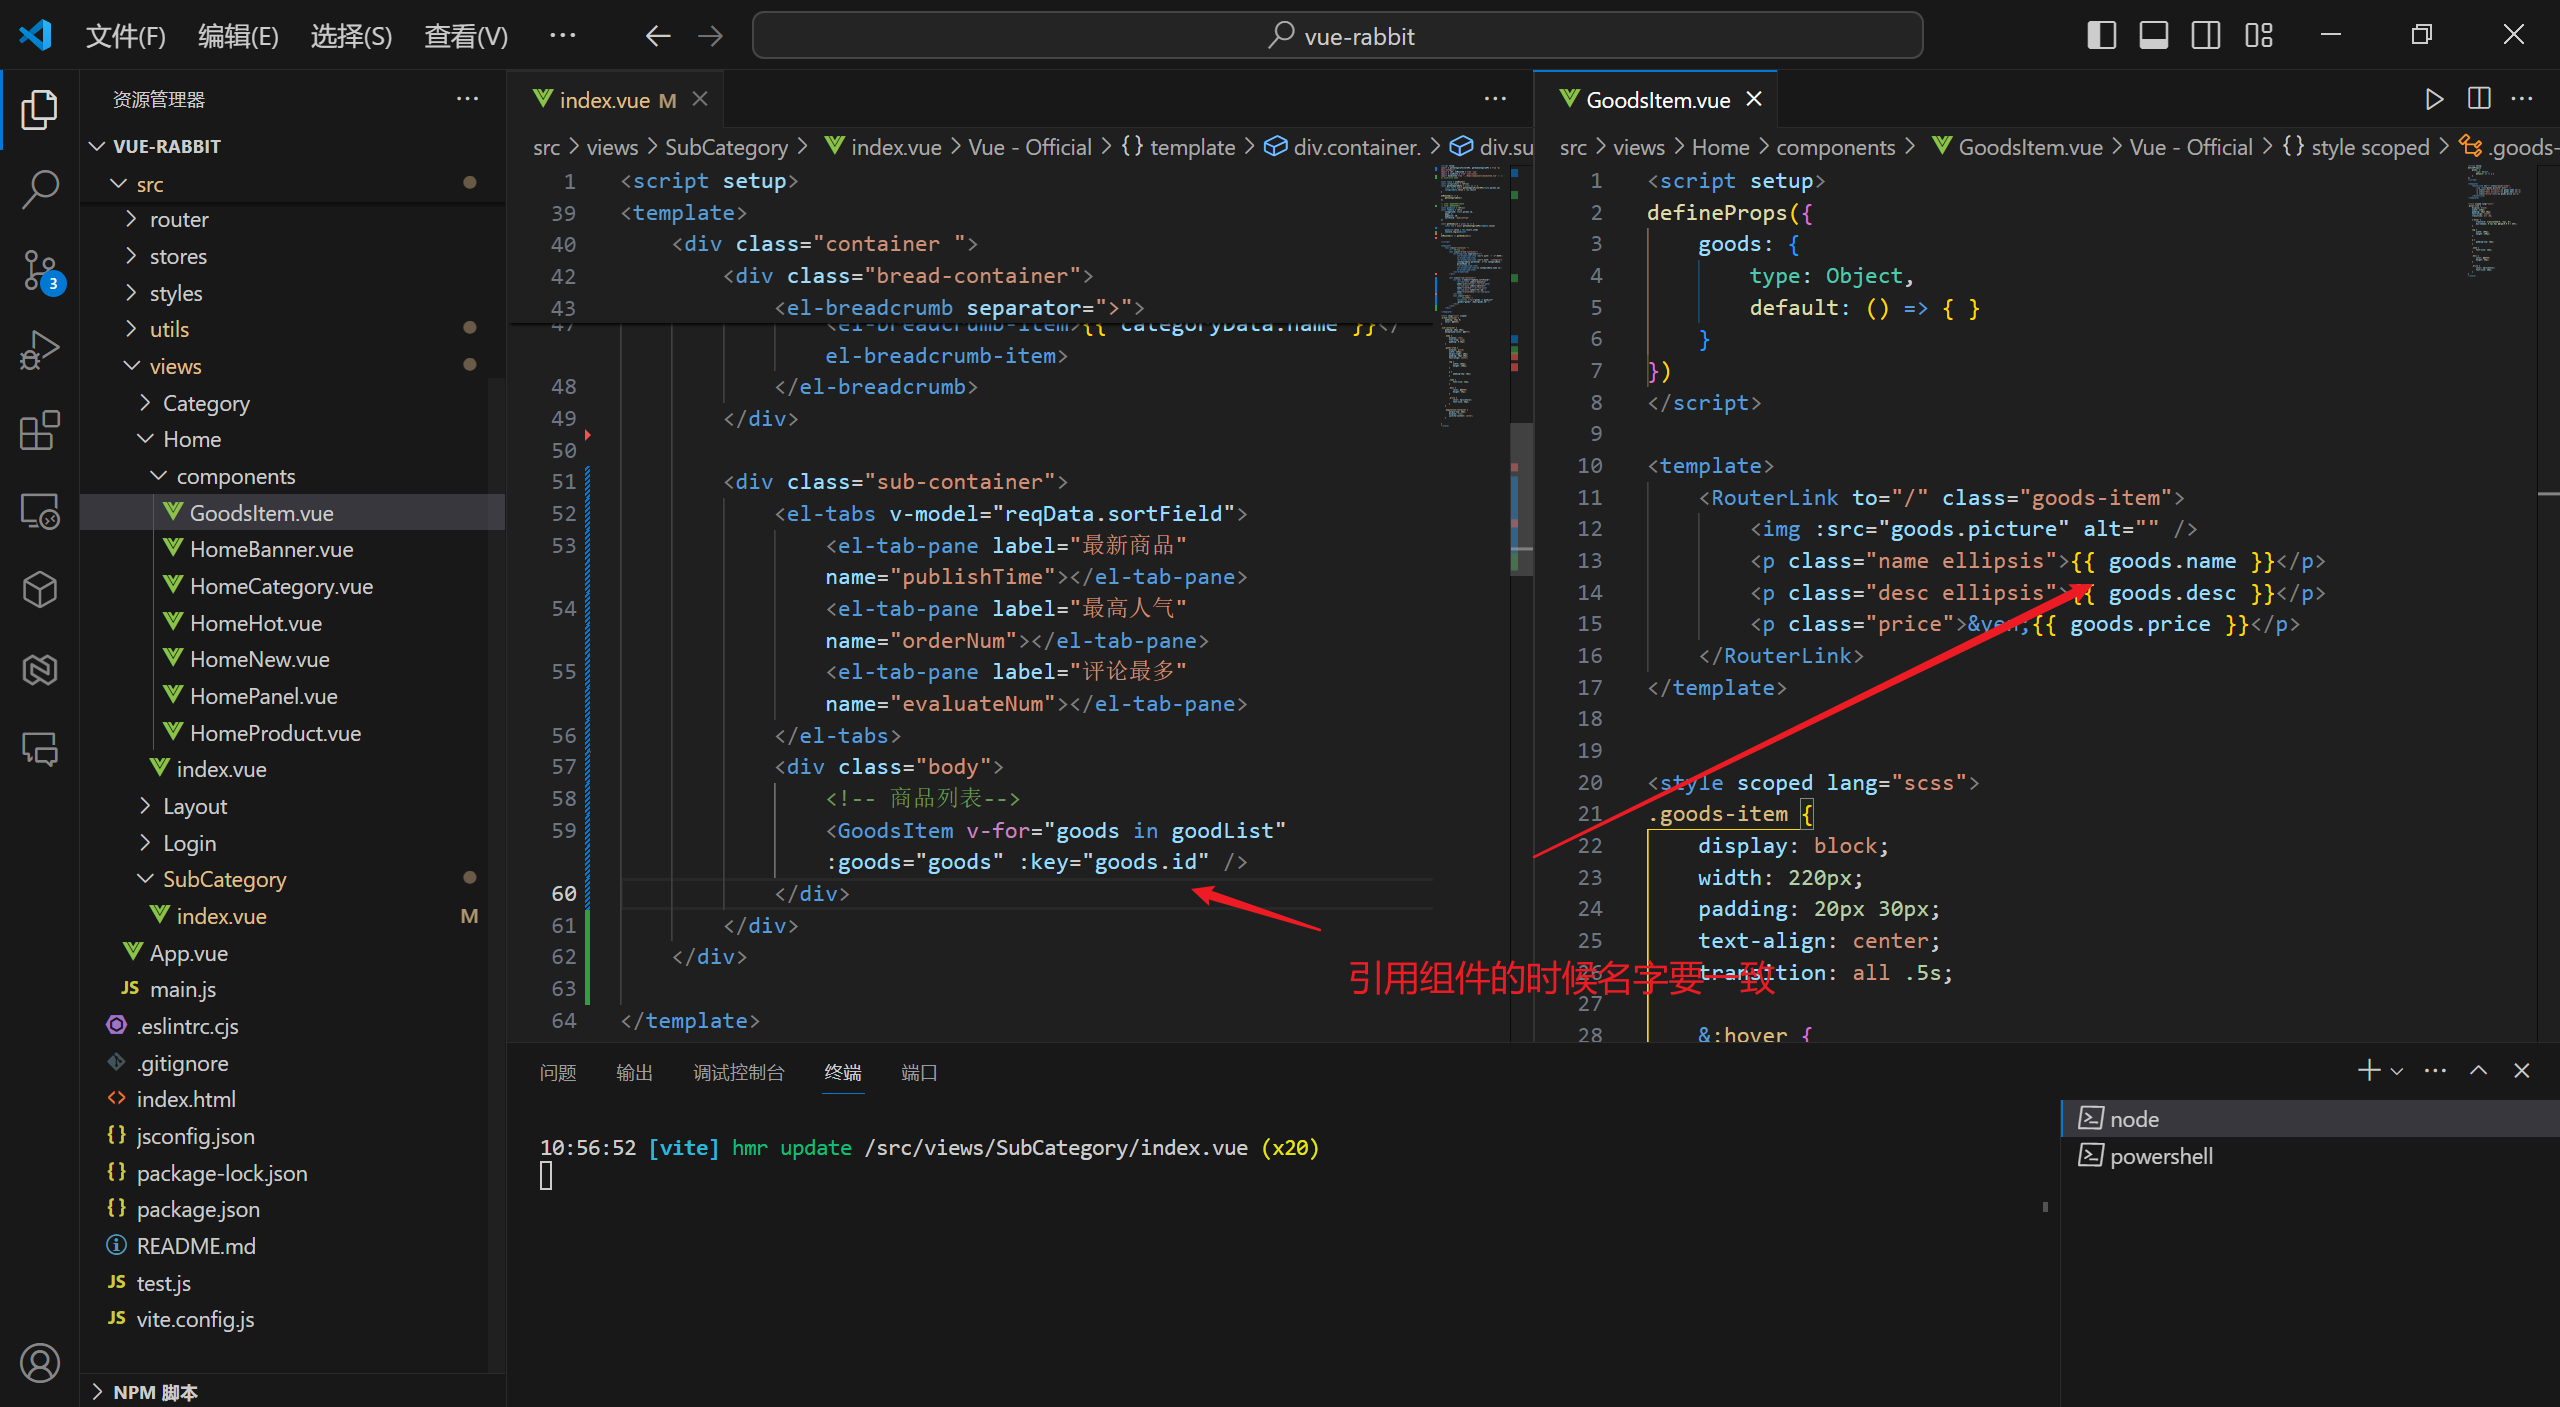 文件(F) 编辑(E) 选择(S) 查看(V) ··· vue-rabbit
资源管理器 ···
VUE-RABBIT
src
router
stores
styles
utils
views
Category
Home
components
GoodsItem.vue
HomeBanner.vue
HomeCategory.vue
HomeHot.vue
HomeNew.vue
HomePanel.vue
HomeProduct.vue
index.vue
Layout
Login
SubCategory
index.vue M
App.vue
JS main.js
.eslintrc.cjs
.gitignore
<> index.html
{} jsconfig.json
{} package-lock.json
{} package.json
README.md
JS test.js
JS vite.config.js
NPM 脚本
3
index.vue M
src > views > SubCategory > index.vue > Vue - Official > {} template > div.container. > div.su
1 <script setup>
39 <template>
40 <div class="container ">
42 <div class="bread-container">
43 <el-breadcrumb separator=">">
47 <el-breadcrumb-item>{{ categoryData.name }}</
el-breadcrumb-item>
48 </el-breadcrumb>
49 </div>
50
51 <div class="sub-container">
52 <el-tabs v-model="reqData.sortField">
53 <el-tab-pane label="最新商品"
name="publishTime"></el-tab-pane>
54 <el-tab-pane label="最高人气"
name="orderNum"></el-tab-pane>
55 <el-tab-pane label="评论最多"
name="evaluateNum"></el-tab-pane>
56 </el-tabs>
57 <div class="body">
58 <!-- 商品列表-->
59 <GoodsItem v-for="goods in goodList"
:goods="goods" :key="goods.id" />
60 </div>
61 </div>
62 </div>
63
64 </template>
引用组件的时候名字要一致
GoodsItem.vue
src > views > Home > components > GoodsItem.vue > Vue - Official > {} style scoped > .goods-
1 <script setup>
2 defineProps({
3 goods: {
4 type: Object,
5 default: () => { }
6 }
7 })
8 </script>
9
10 <template>
11 <RouterLink to="/" class="goods-item">
12 <img :src="goods.picture" alt="" />
13 <p class="name ellipsis">{{ goods.name }}</p>
14 <p class="desc ellipsis">{{ goods.desc }}</p>
15 <p class="price">&yen;{{ goods.price }}</p>
16 </RouterLink>
17 </template>
18
19
20 <style scoped lang="scss">
21 .goods-item {
22 display: block;
23 width: 220px;
24 padding: 20px 30px;
25 text-align: center;
26 transition: all .5s;
27
28 &:hover {
问题 输出 调试控制台 终端 端口
10:56:52 [vite] hmr update /src/views/SubCategory/index.vue (x20)
node
powershell